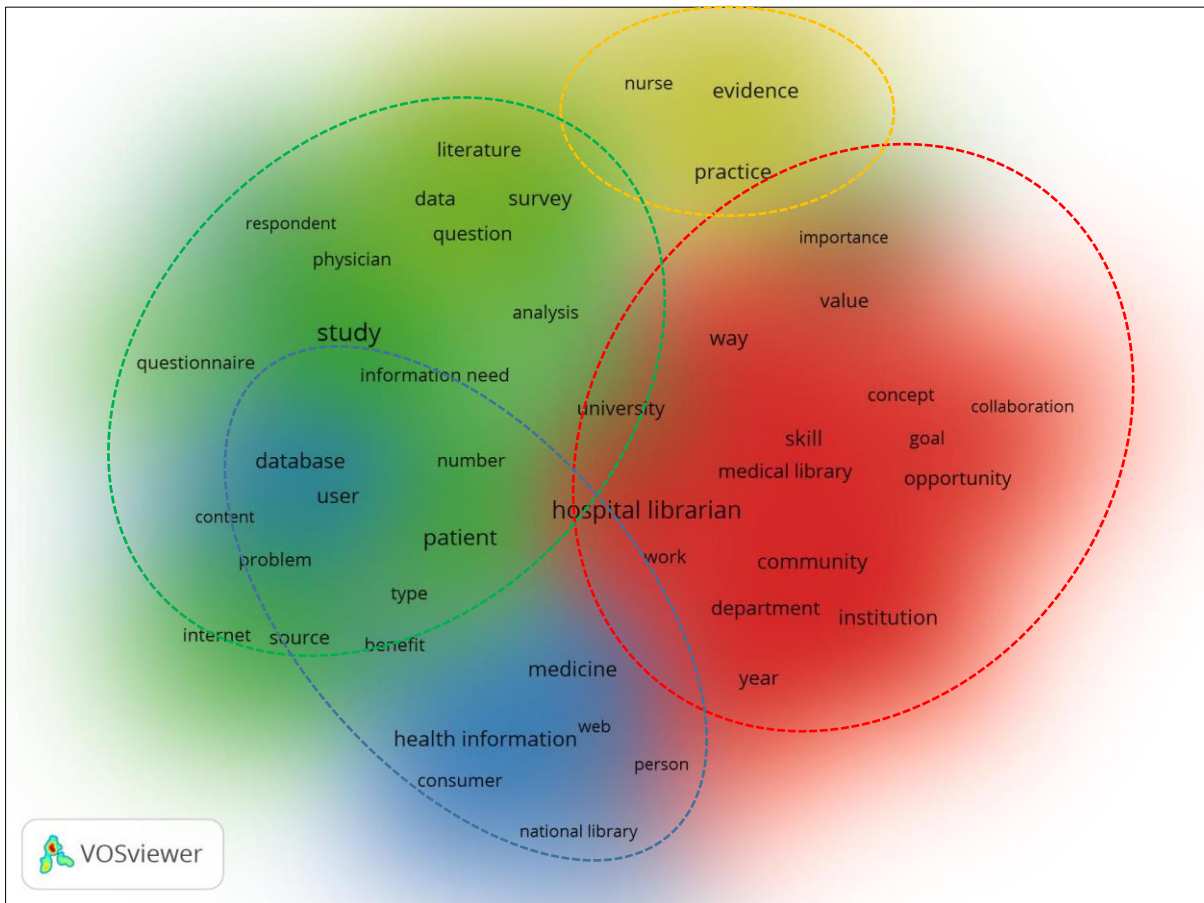 nurse
evidence
literature
practice
data
survey
respondent
question
importance
physician
value
analysis
study
way
questionnaire
information need
concept
collaboration
university
skill
goal
database
number
medical library
opportunity
user
hospital librarian
content
patient
problem
work
community
type
department
institution
internet
source
benefit
medicine
year
web
health information
person
consumer
national library
VOSviewer